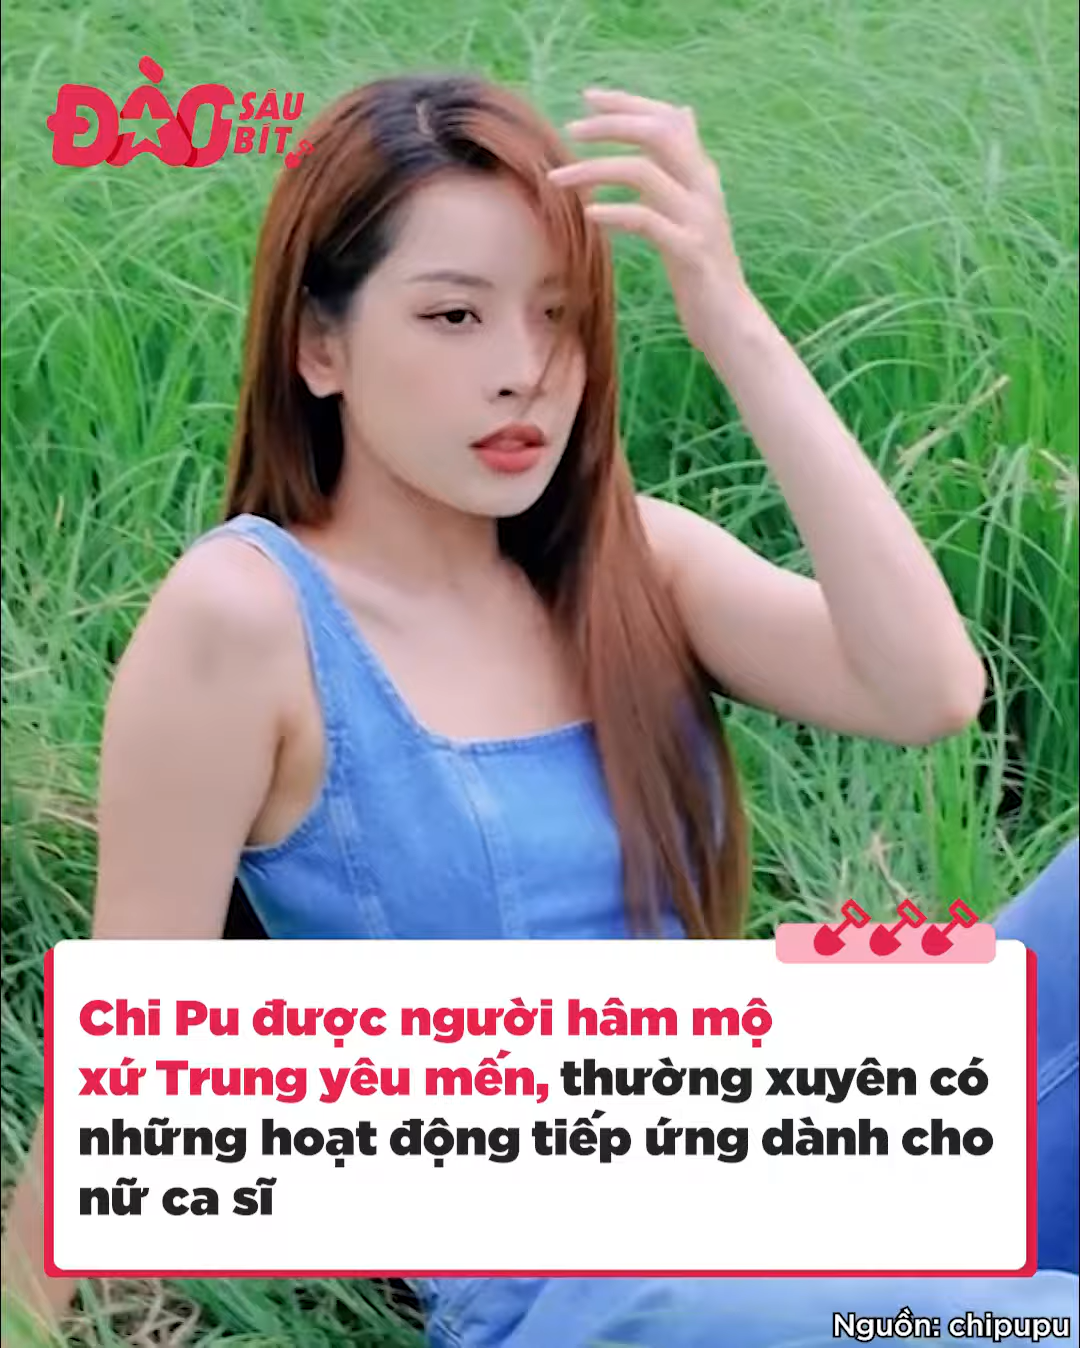 ĐÀO SÂU
BÍT
Chi Pu được người hâm mộ
xứ Trung yêu mến, thường xuyên có
những hoạt động tiếp ứng dành cho
nữ ca sĩ
Nguồn: chipupu